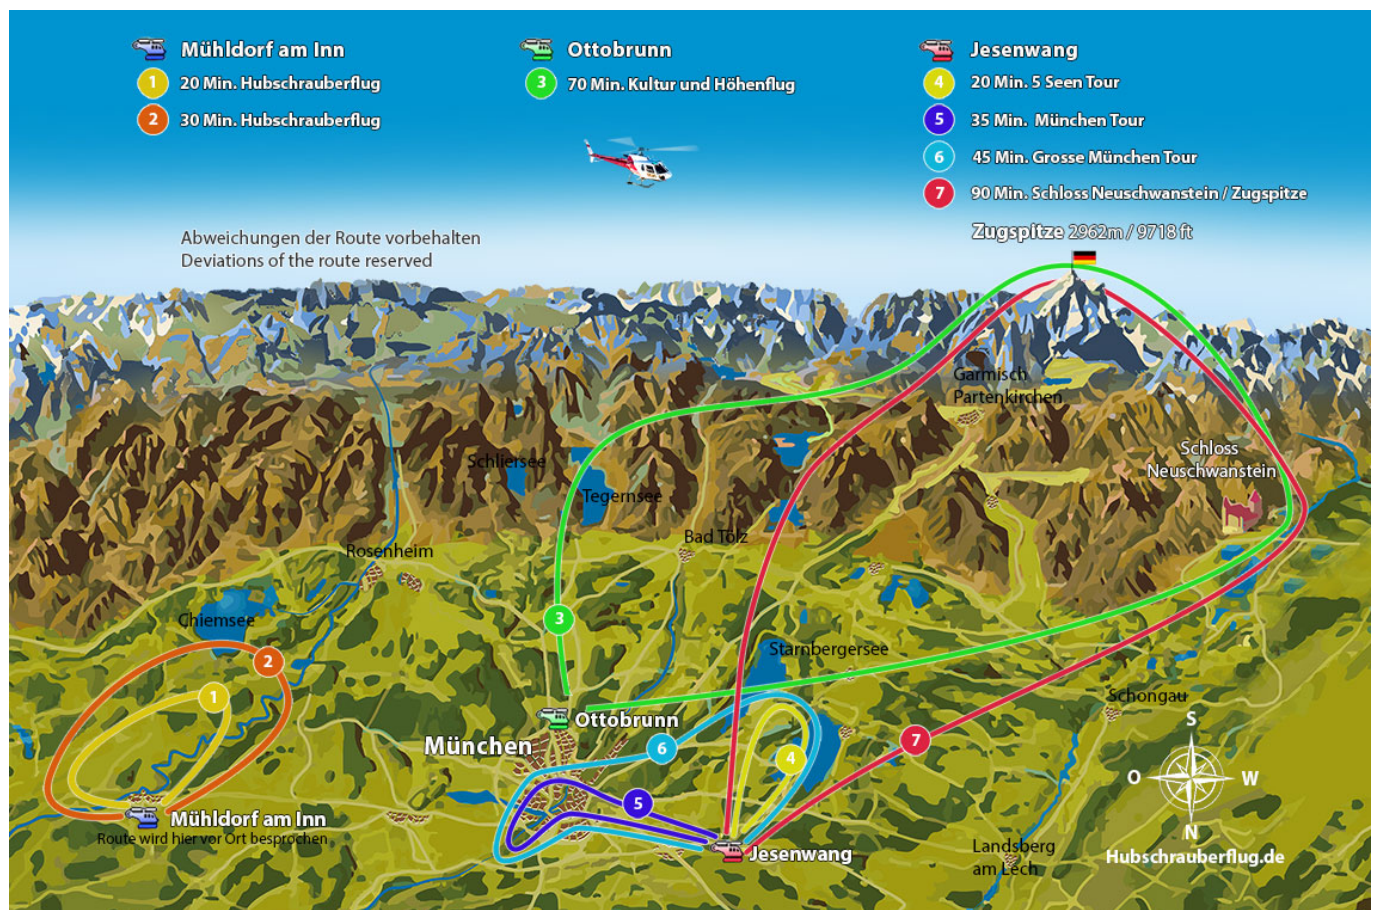 Mühldorf am Inn
1 20 Min. Hubschrauberflug
2 30 Min. Hubschrauberflug
Ottobrunn
3 70 Min. Kultur und Höhenflug
Jesenwang
4 20 Min. 5 Seen Tour
5 35 Min. München Tour
6 45 Min. Grosse München Tour
7 90 Min. Schloss Neuschwanstein / Zugspitze
Zugspitze 2962m / 9718 ft
Abweichungen der Route vorbehalten
Deviations of the route reserved
Garmisch
Partenkirchen
Schloss
Neuschwanstein
Schliersee
Tegernsee
Bad Tölz
Rosenheim
Chiemsee
3
2
1
Starnbergersee
Schongau
Ottobrunn
München
6
7
4
5
S
O W
N
Mühldorf am Inn
Route wird hier vor Ort besprochen
Jesenwang
Landsberg
am Lech
Hubschrauberflug.de